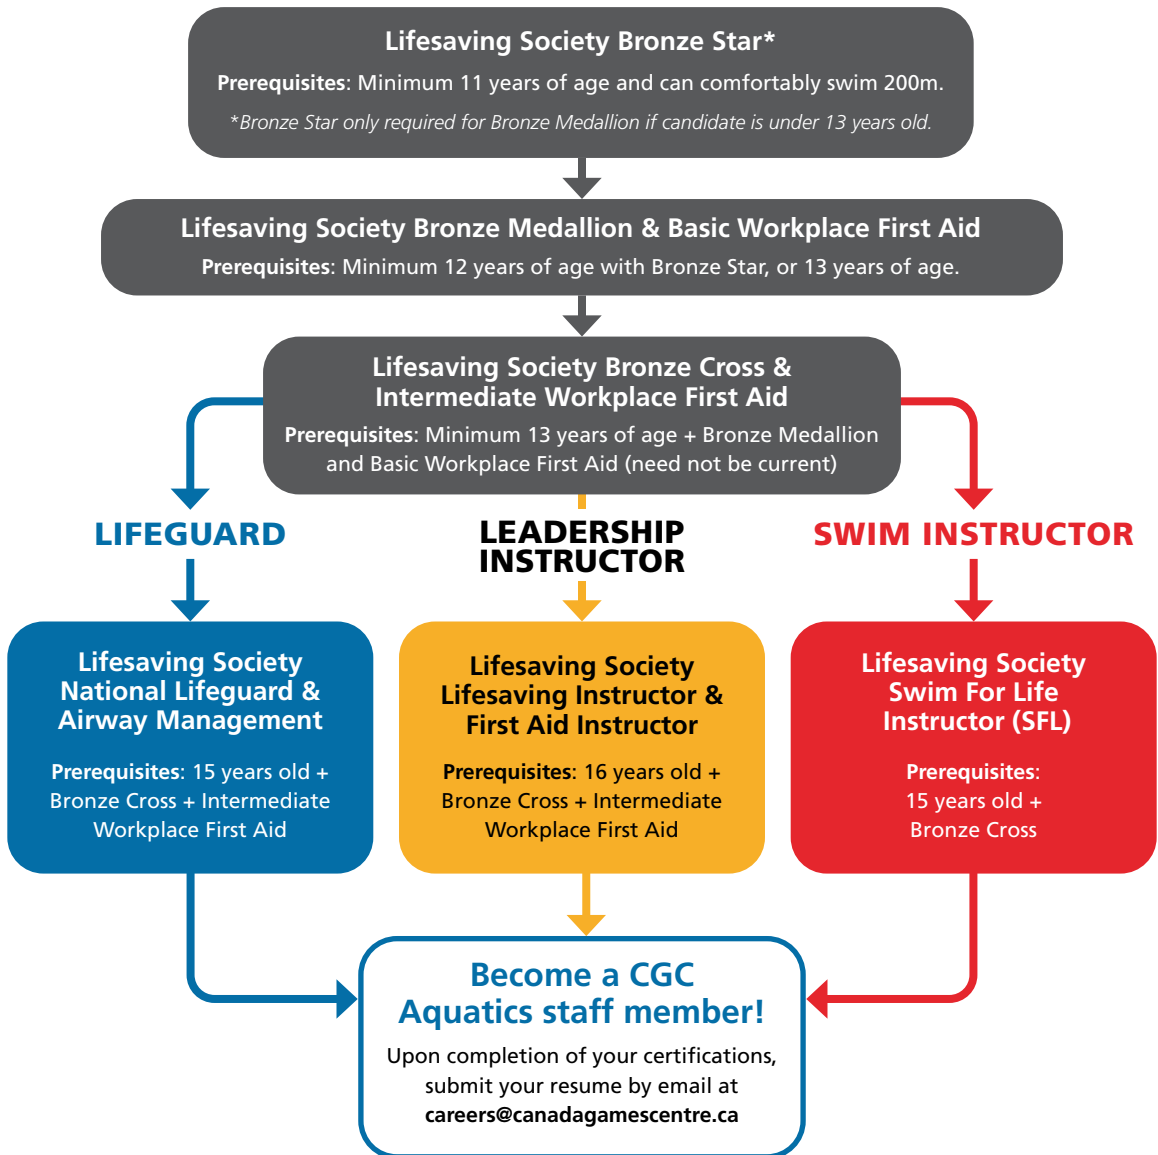 Lifesaving Society Bronze Star*
Prerequisites: Minimum 11 years of age and can comfortably swim 200m.
*Bronze Star only required for Bronze Medallion if candidate is under 13 years old.
Lifesaving Society Bronze Medallion & Basic Workplace First Aid
Prerequisites: Minimum 12 years of age with Bronze Star, or 13 years of age.
Lifesaving Society Bronze Cross &
Intermediate Workplace First Aid
Prerequisites: Minimum 13 years of age + Bronze Medallion
and Basic Workplace First Aid (need not be current)
LIFEGUARD
LEADERSHIP
INSTRUCTOR
SWIM INSTRUCTOR
Lifesaving Society
National Lifeguard &
Airway Management
Prerequisites: 15 years old +
Bronze Cross + Intermediate
Workplace First Aid
Lifesaving Society
Lifesaving Instructor &
First Aid Instructor
Prerequisites: 16 years old +
Bronze Cross + Intermediate
Workplace First Aid
Lifesaving Society
Swim For Life
Instructor (SFL)
Prerequisites:
15 years old +
Bronze Cross
Become a CGC
Aquatics staff member!
Upon completion of your certifications,
submit your resume by email at
careers@canadagamescentre.ca